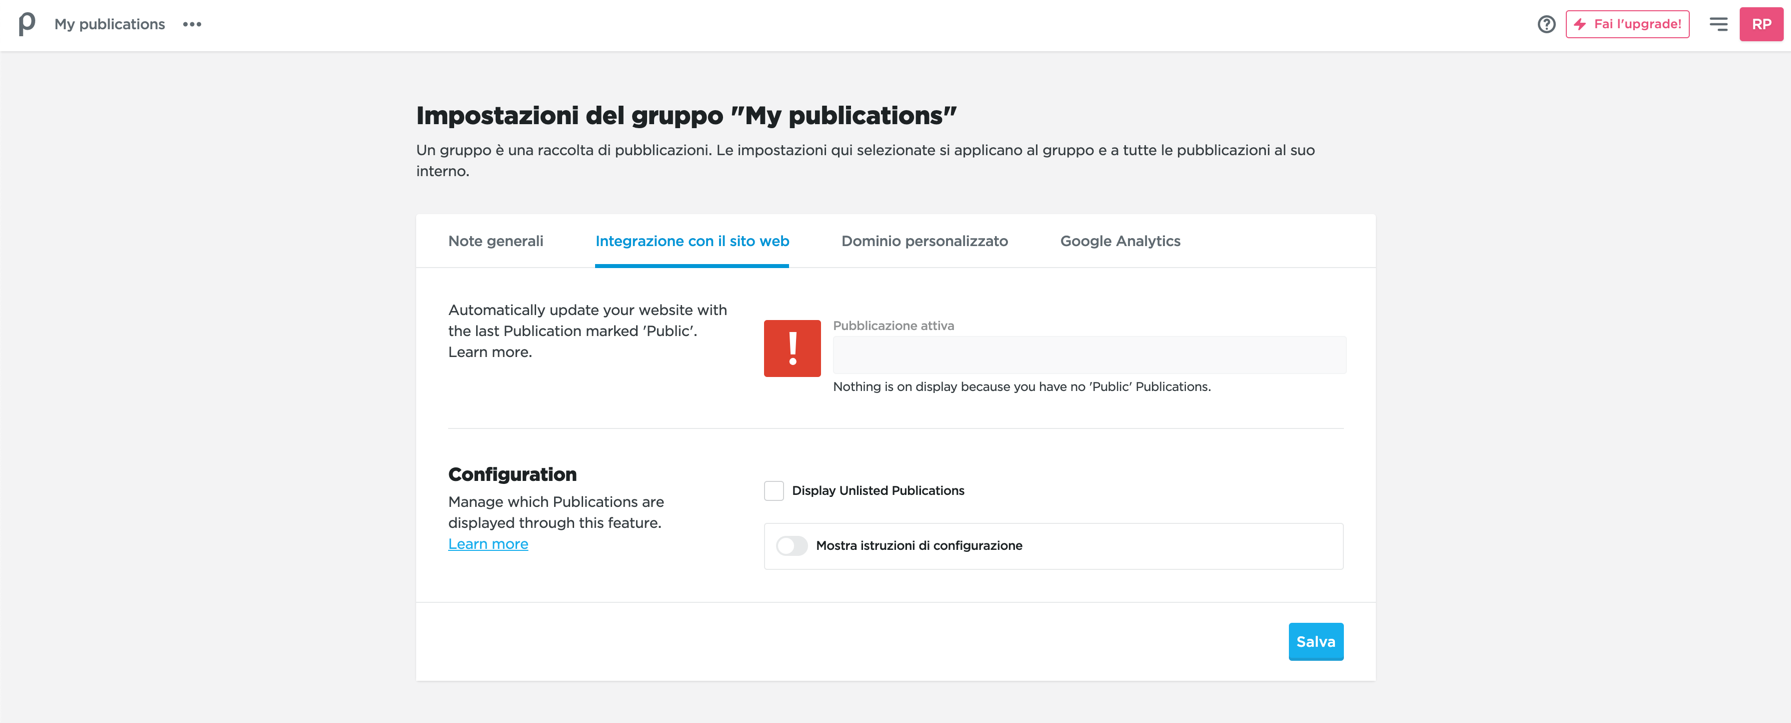 My publications •••
Fai l'upgrade!
RP
Impostazioni del gruppo "My publications"
Un gruppo è una raccolta di pubblicazioni. Le impostazioni qui selezionate si applicano al gruppo e a tutte le pubblicazioni al suo
interno.
Note generali
Integrazione con il sito web
Dominio personalizzato
Google Analytics
Automatically update your website with
the last Publication marked 'Public'.
Learn more.
!
Pubblicazione attiva
Nothing is on display because you have no 'Public' Publications.
Configuration
Manage which Publications are
displayed through this feature.
Learn more
Display Unlisted Publications
Mostra istruzioni di configurazione
Salva